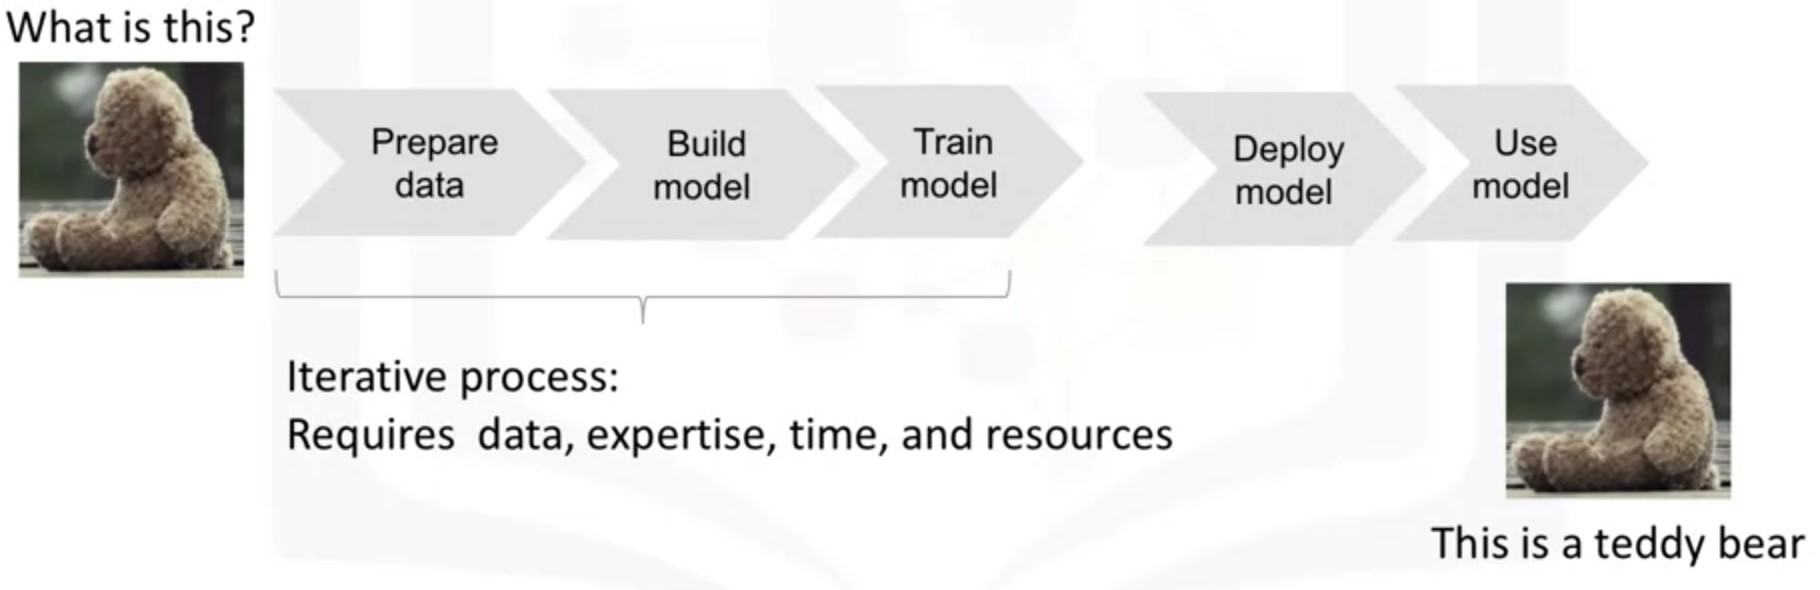 What is this?
Prepare
data
Build
model
Train
model
Deploy
model
Use
model
Iterative process:
Requires data, expertise, time, and resources
This is a teddy bear